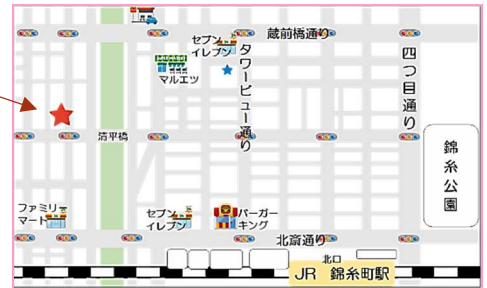 蔵前橋通り
セブン
イレブン
マルエツ
タワービュー通り
四つ目通り
清平橋
錦糸公園
ファミリー
マート
セブン
イレブン
バーガー
キング
北斎通り
北口
JR 錦糸町駅